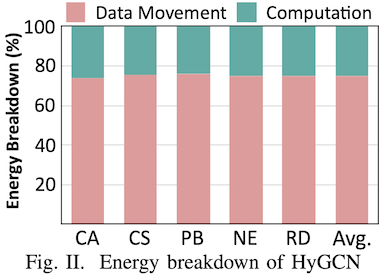 Data Movement Computation
Energy Breakdown (%)
100
80
60
40
20
CA CS PB NE RD Avg.
Fig. II. Energy breakdown of HyGCN